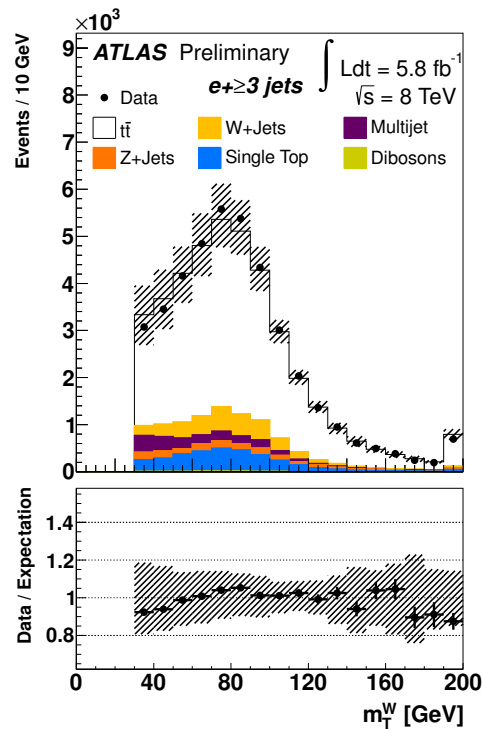 ×10³
ATLAS Preliminary
e+≥3 jets
∫ Ldt = 5.8 fb⁻¹
√s = 8 TeV
Data
tt̄
W+Jets
Multijet
Z+Jets
Single Top
Dibosons
Events / 10 GeV
9
8
7
6
5
4
3
2
1
0
Data / Expectation
1.4
1.2
1.0
0.8
0 40 80 120 160 200
m_T^W [GeV]